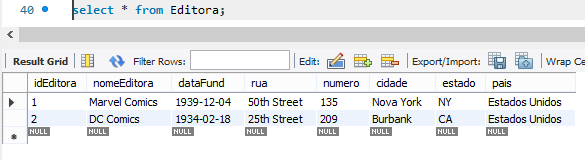 40 select * from Editora;
Result Grid Filter Rows: Edit: Export/Import: Wrap Ce
idEditora nomeEditora dataFund rua numero cidade estado pais
1 Marvel Comics 1939-12-04 50th Street 135 Nova York NY Estados Unidos
2 DC Comics 1934-02-18 25th Street 209 Burbank CA Estados Unidos
NULL NULL NULL NULL NULL NULL NULL NULL